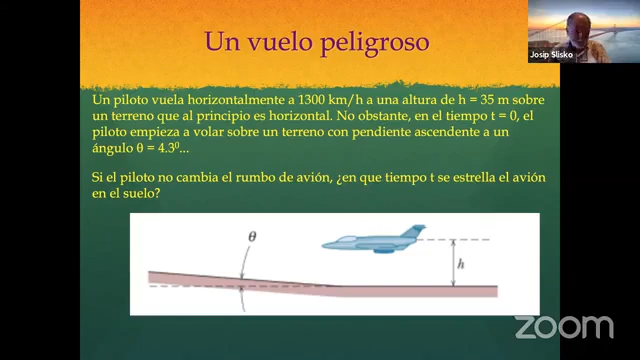 Un vuelo peligroso
Josip Slisko
Un piloto vuela horizontalmente a 1300 km/h a una altura de h = 35 m sobre
un terreno que al principio es horizontal. No obstante, en el tiempo t = 0, el
piloto empieza a volar sobre un terreno con pendiente ascendente a un
ángulo θ = 4.3⁰...
Si el piloto no cambia el rumbo de avión, ¿en que tiempo t se estrella el avión
en el suelo?
θ
h
zoom